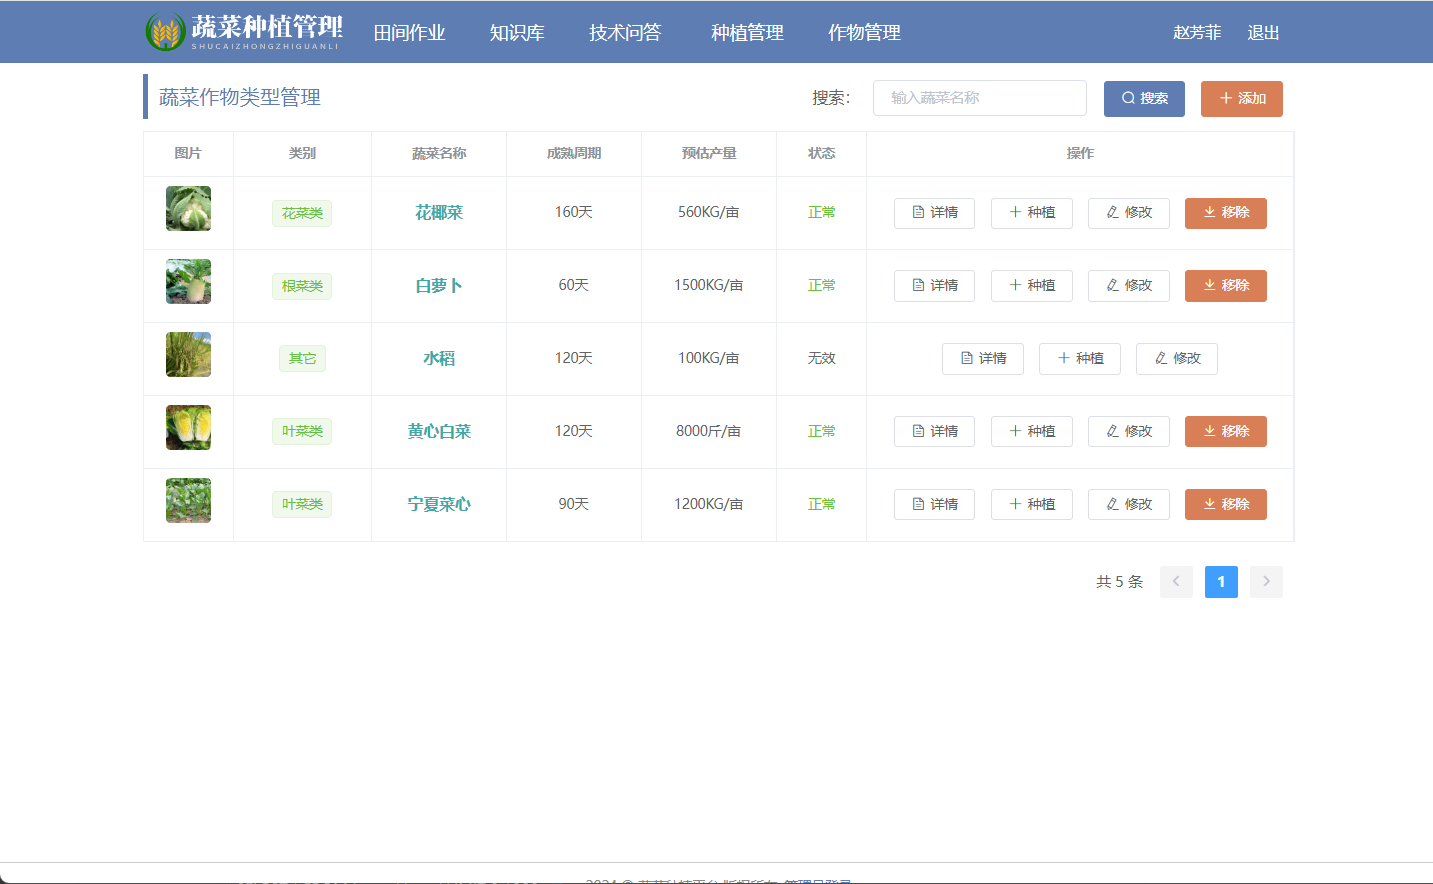 蔬菜种植管理
SHUCAIZHONGZHIGUANLI
田间作业 知识库 技术问答 种植管理 作物管理 赵芳菲 退出
蔬菜作物类型管理 搜索： 输入蔬菜名称 搜索 添加
图片 类别 蔬菜名称 成熟周期 预估产量 状态 操作
花菜类 花椰菜 160天 560KG/亩 正常 详情 种植 修改 移除
根菜类 白萝卜 60天 1500KG/亩 正常 详情 种植 修改 移除
其它 水稻 120天 100KG/亩 无效 详情 种植 修改
叶菜类 黄心白菜 120天 8000斤/亩 正常 详情 种植 修改 移除
叶菜类 宁夏菜心 90天 1200KG/亩 正常 详情 种植 修改 移除
共 5 条 1